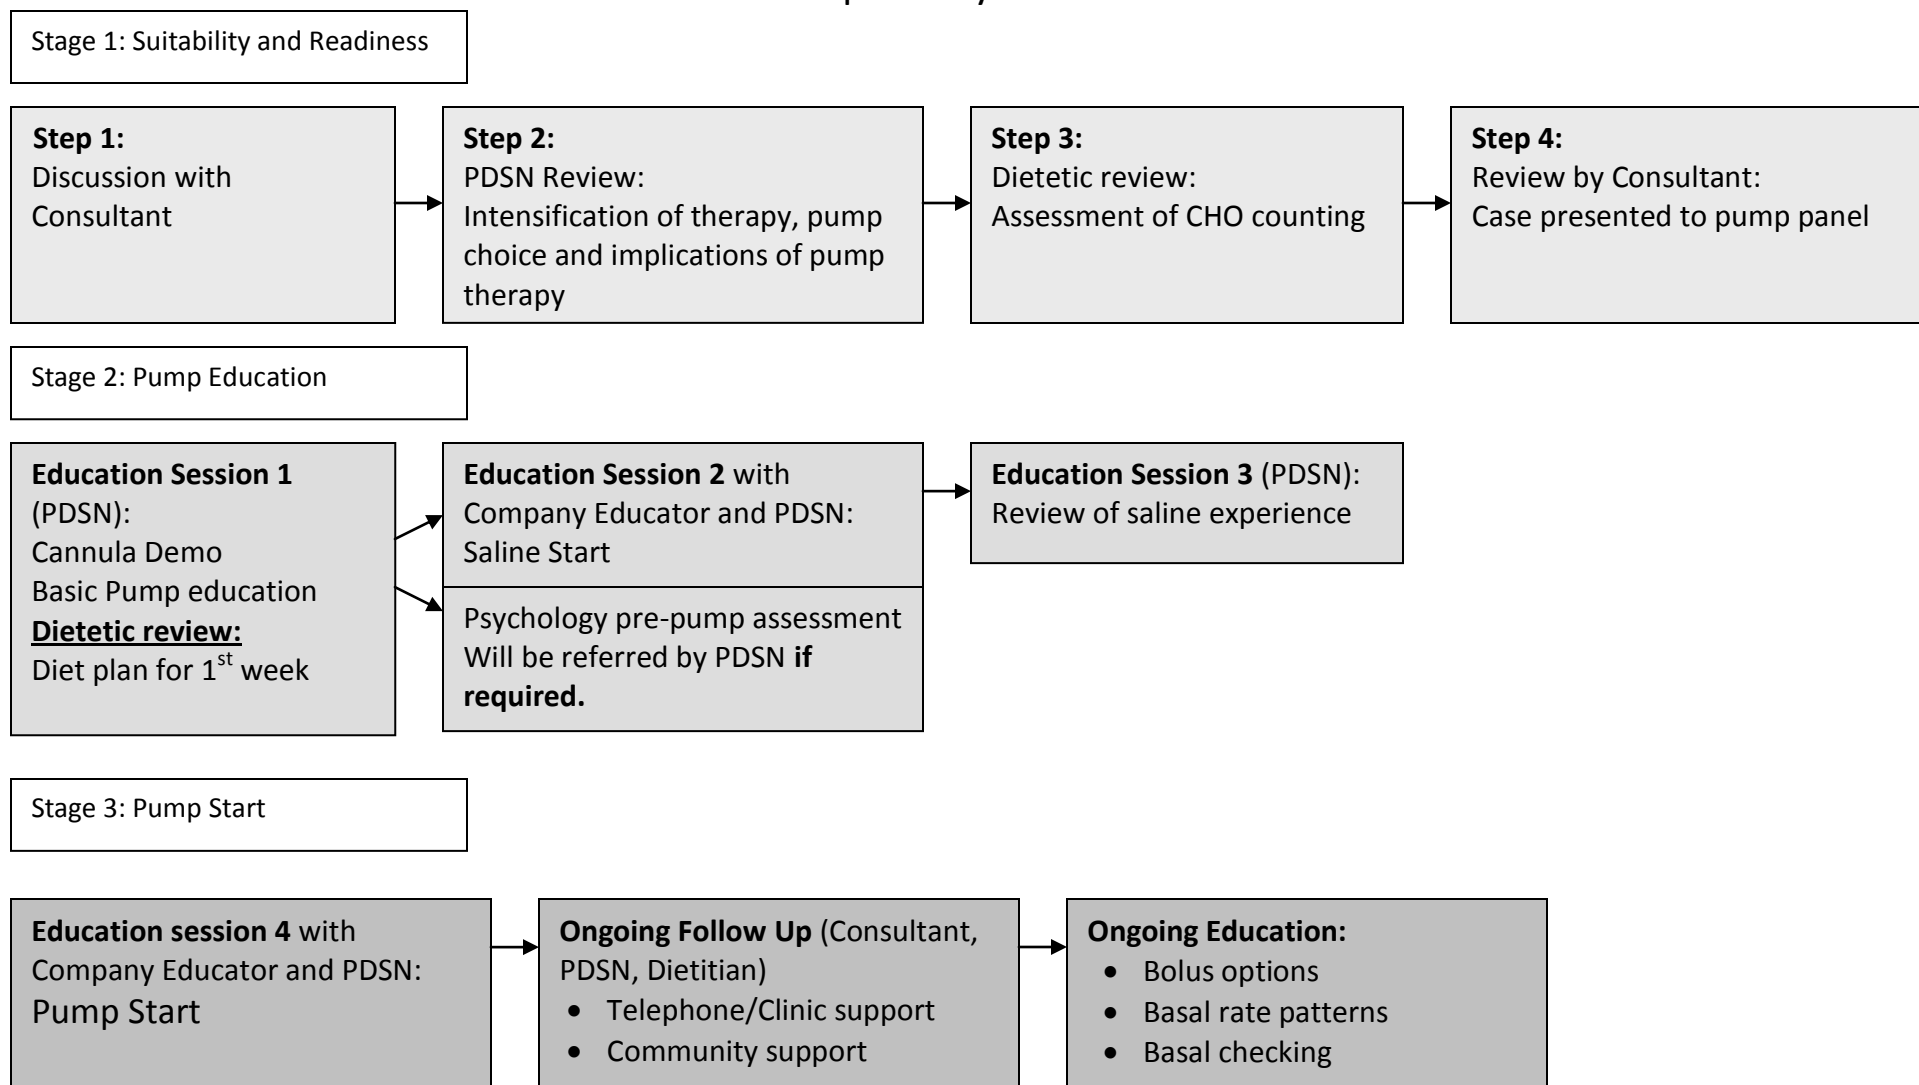 Stage 1: Suitability and Readiness
Step 1:
Discussion with
Consultant
Step 2:
PDSN Review:
Intensification of therapy, pump
choice and implications of pump
therapy
Step 3:
Dietetic review:
Assessment of CHO counting
Step 4:
Review by Consultant:
Case presented to pump panel
Stage 2: Pump Education
Education Session 1
(PDSN):
Cannula Demo
Basic Pump education
Dietetic review:
Diet plan for 1st week
Education Session 2 with
Company Educator and PDSN:
Saline Start
Psychology pre-pump assessment
Will be referred by PDSN if
required.
Education Session 3 (PDSN):
Review of saline experience
Stage 3: Pump Start
Education session 4 with
Company Educator and PDSN:
Pump Start
Ongoing Follow Up (Consultant,
PDSN, Dietitian)
• Telephone/Clinic support
• Community support
Ongoing Education:
• Bolus options
• Basal rate patterns
• Basal checking